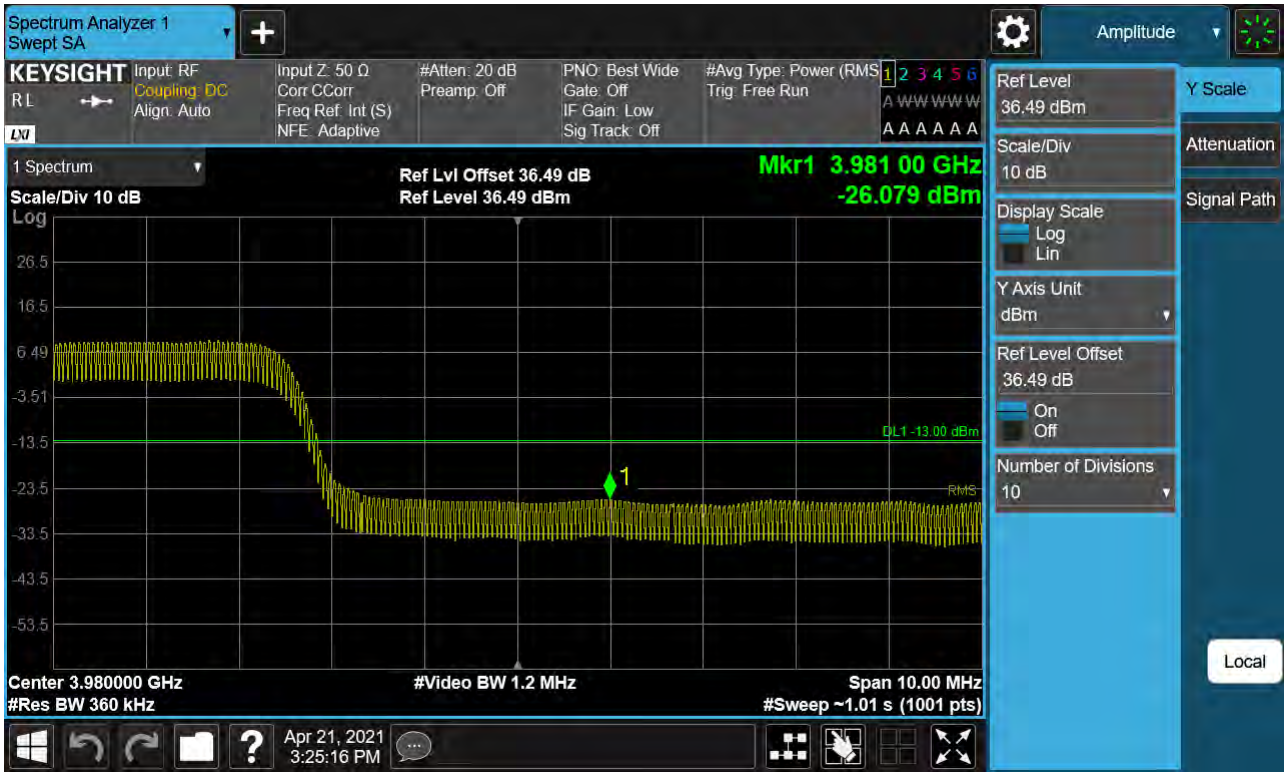 Spectrum Analyzer 1
Swept SA
+
Amplitude
KEYSIGHT
RL
LXI
Input: RF
Coupling: DC
Align: Auto
Input Z: 50 Ω
Corr CCorr
Freq Ref: Int (S)
NFE: Adaptive
#Atten: 20 dB
Preamp: Off
PNO: Best Wide
Gate: Off
IF Gain: Low
Sig Track: Off
#Avg Type: Power (RMS
Trig: Free Run
1 2 3 4 5 6
A W W W W W
A A A A A A
1 Spectrum
Scale/Div 10 dB
Ref Lvl Offset 36.49 dB
Ref Level 36.49 dBm
Mkr1 3.981 00 GHz
-26.079 dBm
Log
26.5
16.5
6.49
-3.51
-13.5
-23.5
-33.5
-43.5
-53.5
DL1 -13.00 dBm
1
RMS
Center 3.980000 GHz
#Res BW 360 kHz
#Video BW 1.2 MHz
Span 10.00 MHz
#Sweep ~1.01 s (1001 pts)
Ref Level
36.49 dBm
Scale/Div
10 dB
Display Scale
Log
Lin
Y Axis Unit
dBm
Ref Level Offset
36.49 dB
On
Off
Number of Divisions
10
Y Scale
Attenuation
Signal Path
Local
?
Apr 21, 2021
3:25:16 PM